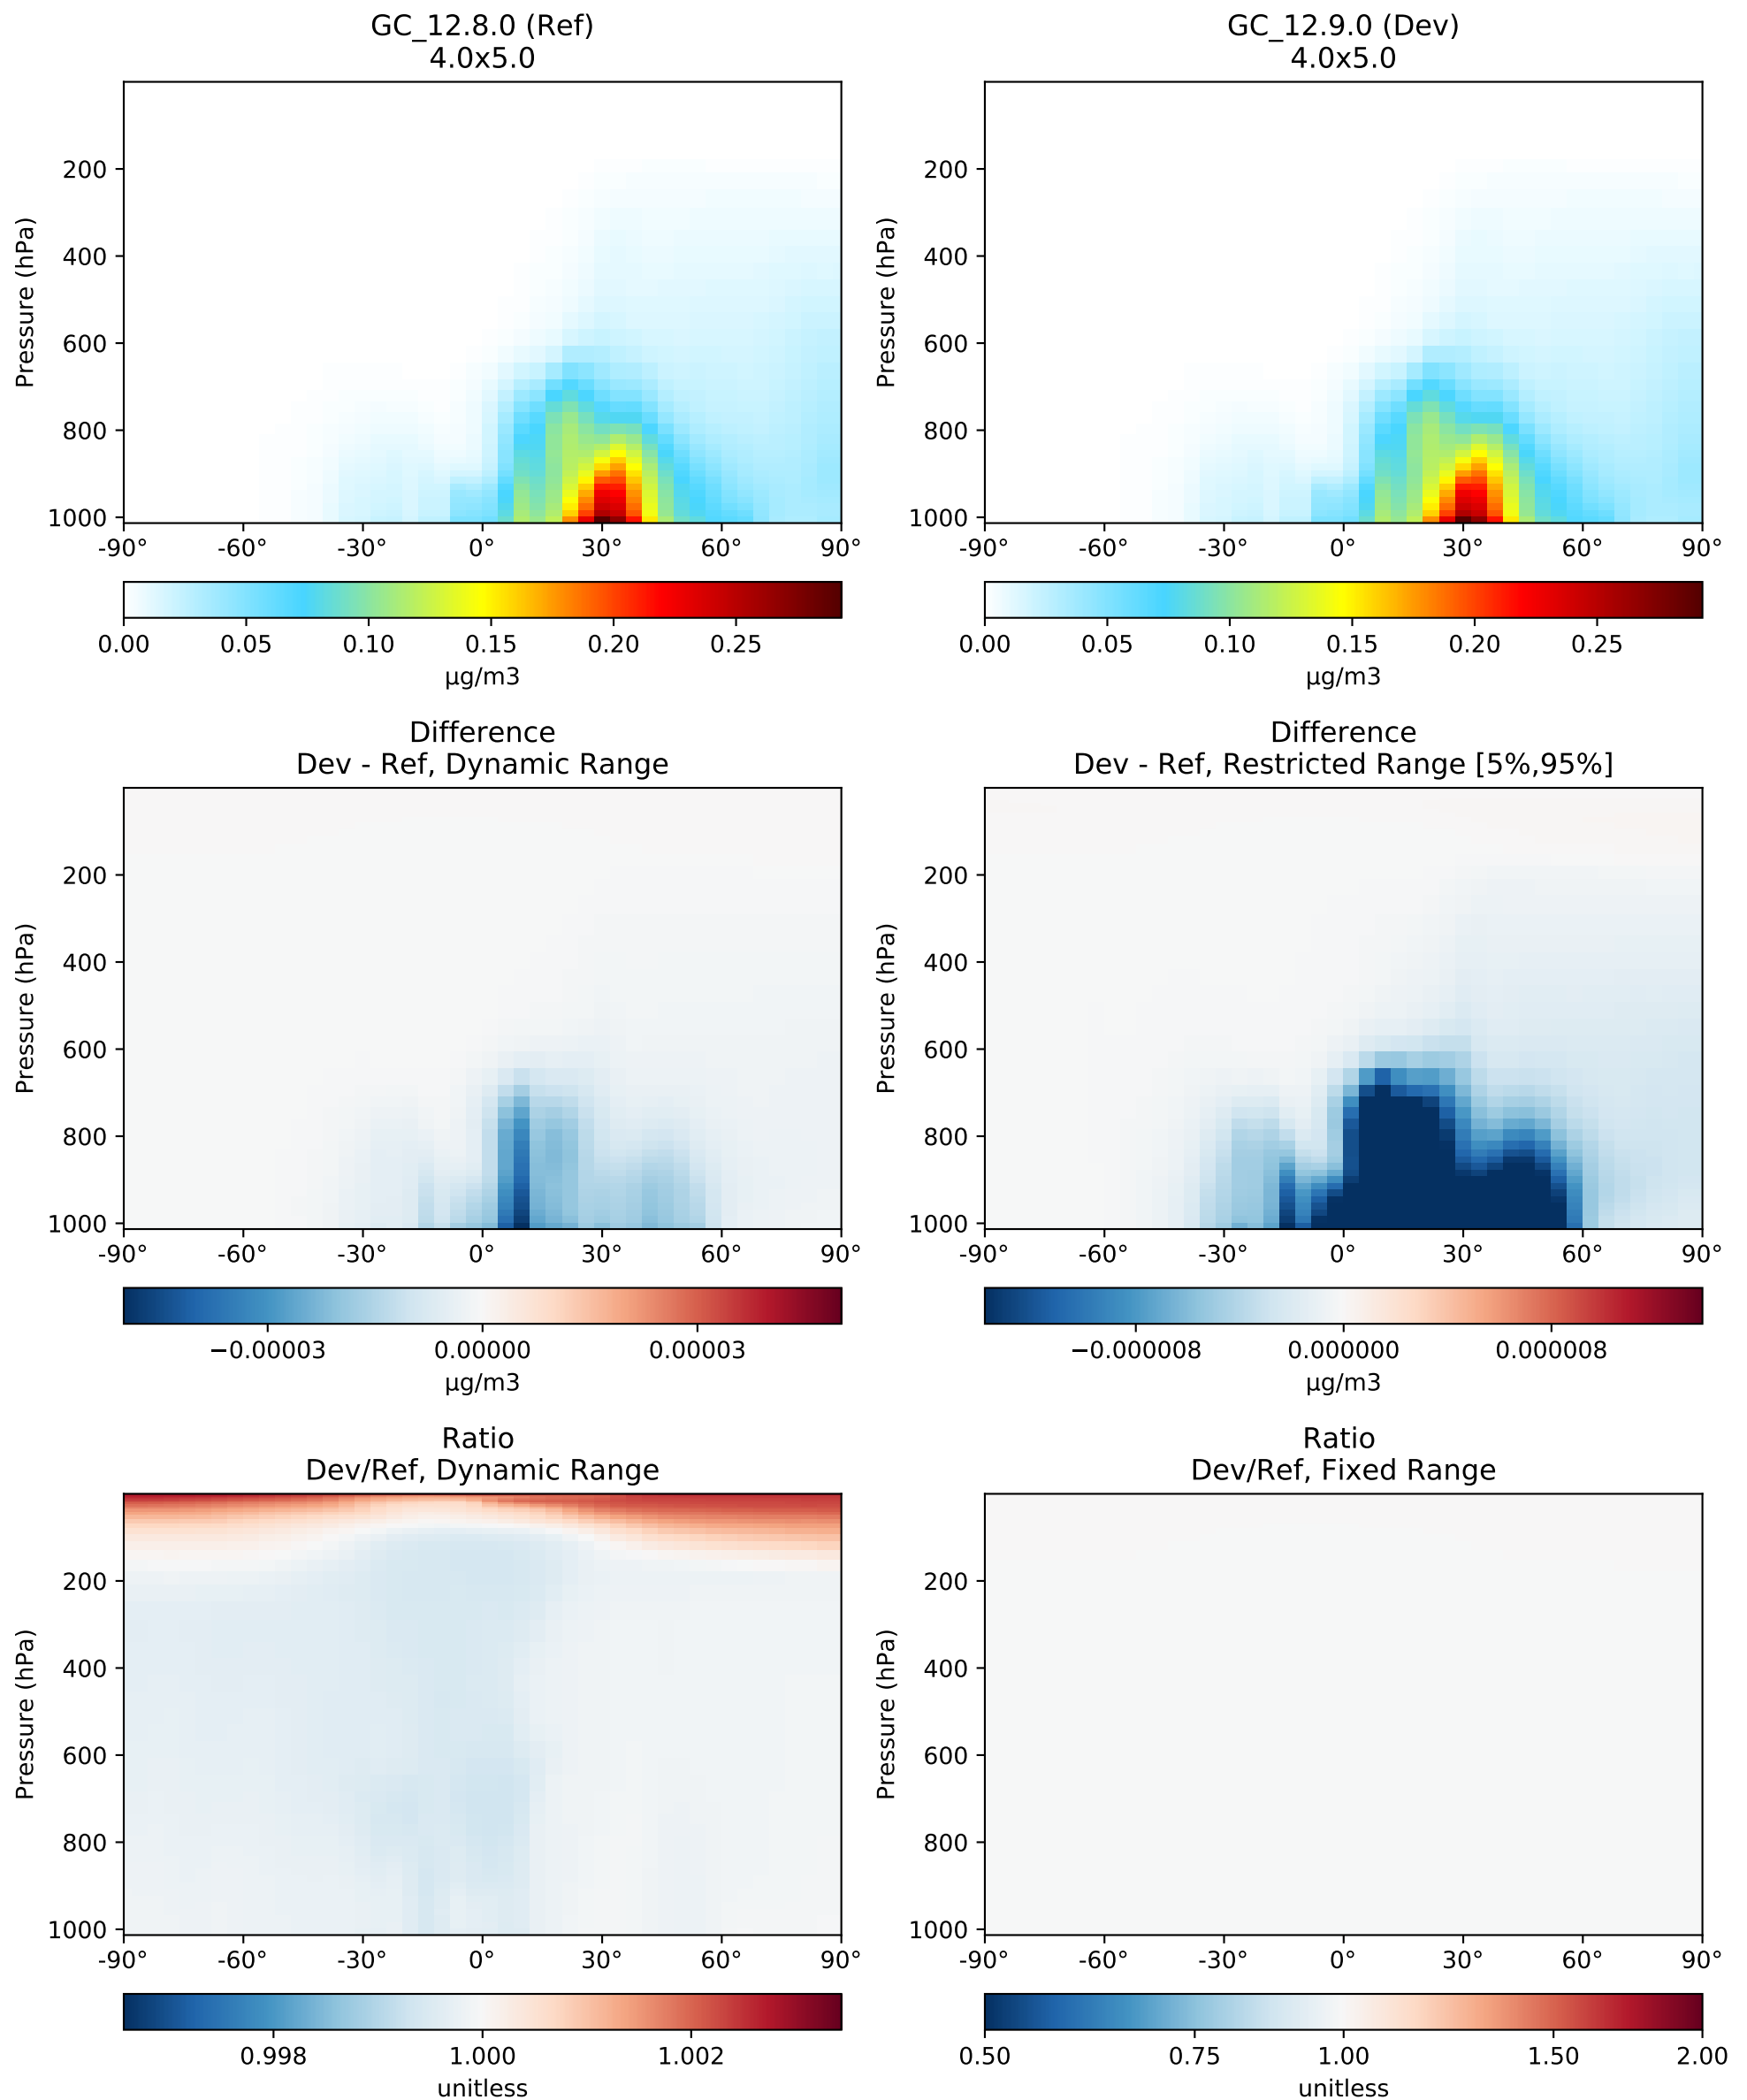 GC_12.8.0 (Ref)
4.0x5.0
Pressure (hPa)
200
400
600
800
1000
-90° -60° -30° 0° 30° 60° 90°
0.00 0.05 0.10 0.15 0.20 0.25
µg/m3
GC_12.9.0 (Dev)
4.0x5.0
Pressure (hPa)
200
400
600
800
1000
-90° -60° -30° 0° 30° 60° 90°
0.00 0.05 0.10 0.15 0.20 0.25
µg/m3
Difference
Dev - Ref, Dynamic Range
Pressure (hPa)
200
400
600
800
1000
-90° -60° -30° 0° 30° 60° 90°
−0.00003 0.00000 0.00003
µg/m3
Difference
Dev - Ref, Restricted Range [5%,95%]
Pressure (hPa)
200
400
600
800
1000
-90° -60° -30° 0° 30° 60° 90°
−0.000008 0.000000 0.000008
µg/m3
Ratio
Dev/Ref, Dynamic Range
Pressure (hPa)
200
400
600
800
1000
-90° -60° -30° 0° 30° 60° 90°
0.998 1.000 1.002
unitless
Ratio
Dev/Ref, Fixed Range
Pressure (hPa)
200
400
600
800
1000
-90° -60° -30° 0° 30° 60° 90°
0.50 0.75 1.00 1.50 2.00
unitless